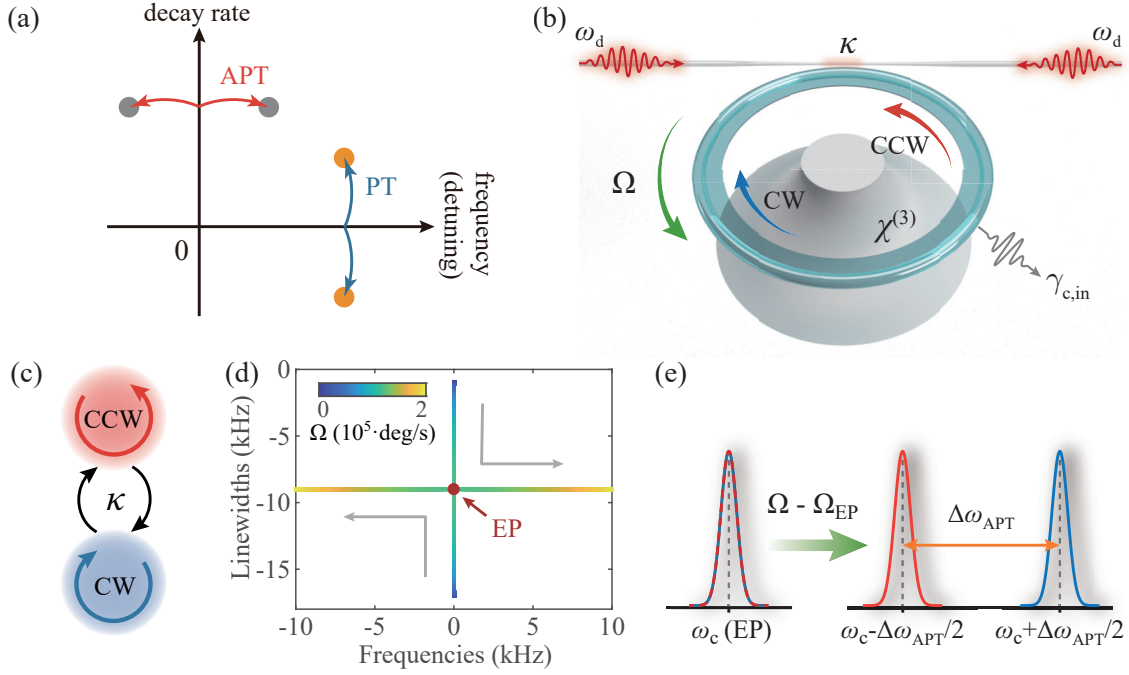 (a)
decay rate
APT
PT
0
frequency
(detuning)
(b)
ω_d
κ
ω_d
CCW
Ω
CW
χ^(3)
γ_c,in
(c)
CCW
κ
CW
(d)
0
-5
-10
-15
Linewidths (kHz)
0 2
Ω (10^5·deg/s)
EP
-10 -5 0 5 10
Frequencies (kHz)
(e)
Ω - Ω_EP
Δω_APT
ω_c (EP)
ω_c-Δω_APT/2
ω_c+Δω_APT/2